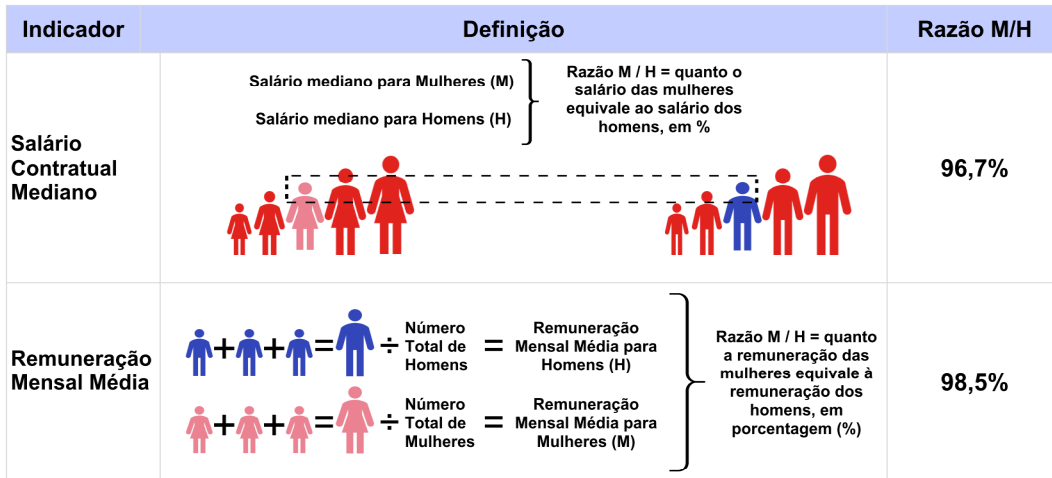 Indicador Definição Razão M/H
Salário mediano para Mulheres (M)
Salário mediano para Homens (H)
Razão M / H = quanto o
salário das mulheres
equivale ao salário dos
homens, em %
Salário
Contratual
Mediano
96,7%
Remuneração
Mensal Média
+ + = ÷ Número
Total de
Homens
= Remuneração
Mensal Média para
Homens (H)
+ + = ÷ Número
Total de
Mulheres
= Remuneração
Mensal Média para
Mulheres (M)
Razão M / H = quanto
a remuneração das
mulheres equivale à
remuneração dos
homens, em
porcentagem (%)
98,5%